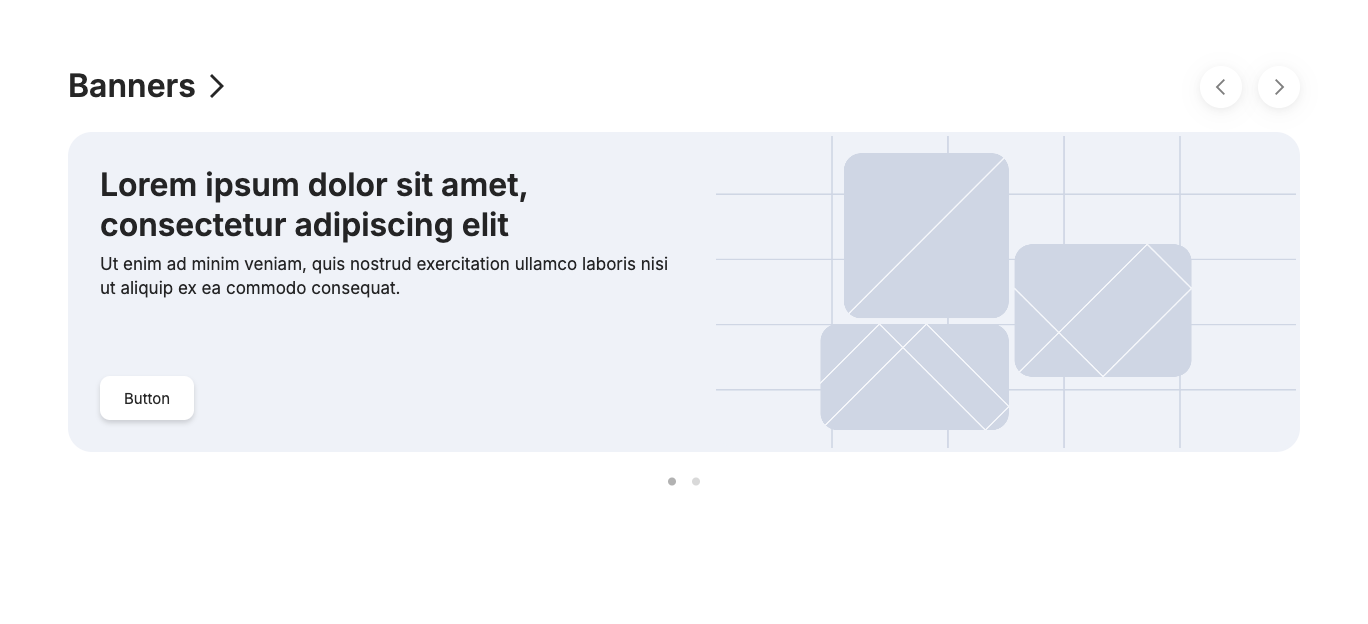 Banners
Lorem ipsum dolor sit amet,
consectetur adipiscing elit
Ut enim ad minim veniam, quis nostrud exercitation ullamco laboris nisi
ut aliquip ex ea commodo consequat.
Button